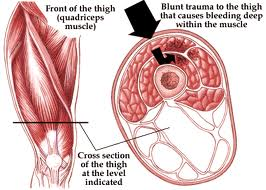 Front of the thigh
(quadriceps
muscle)
Blunt trauma to the thigh
that causes bleeding deep
within the muscle
Cross section
of the thigh
at the level
indicated